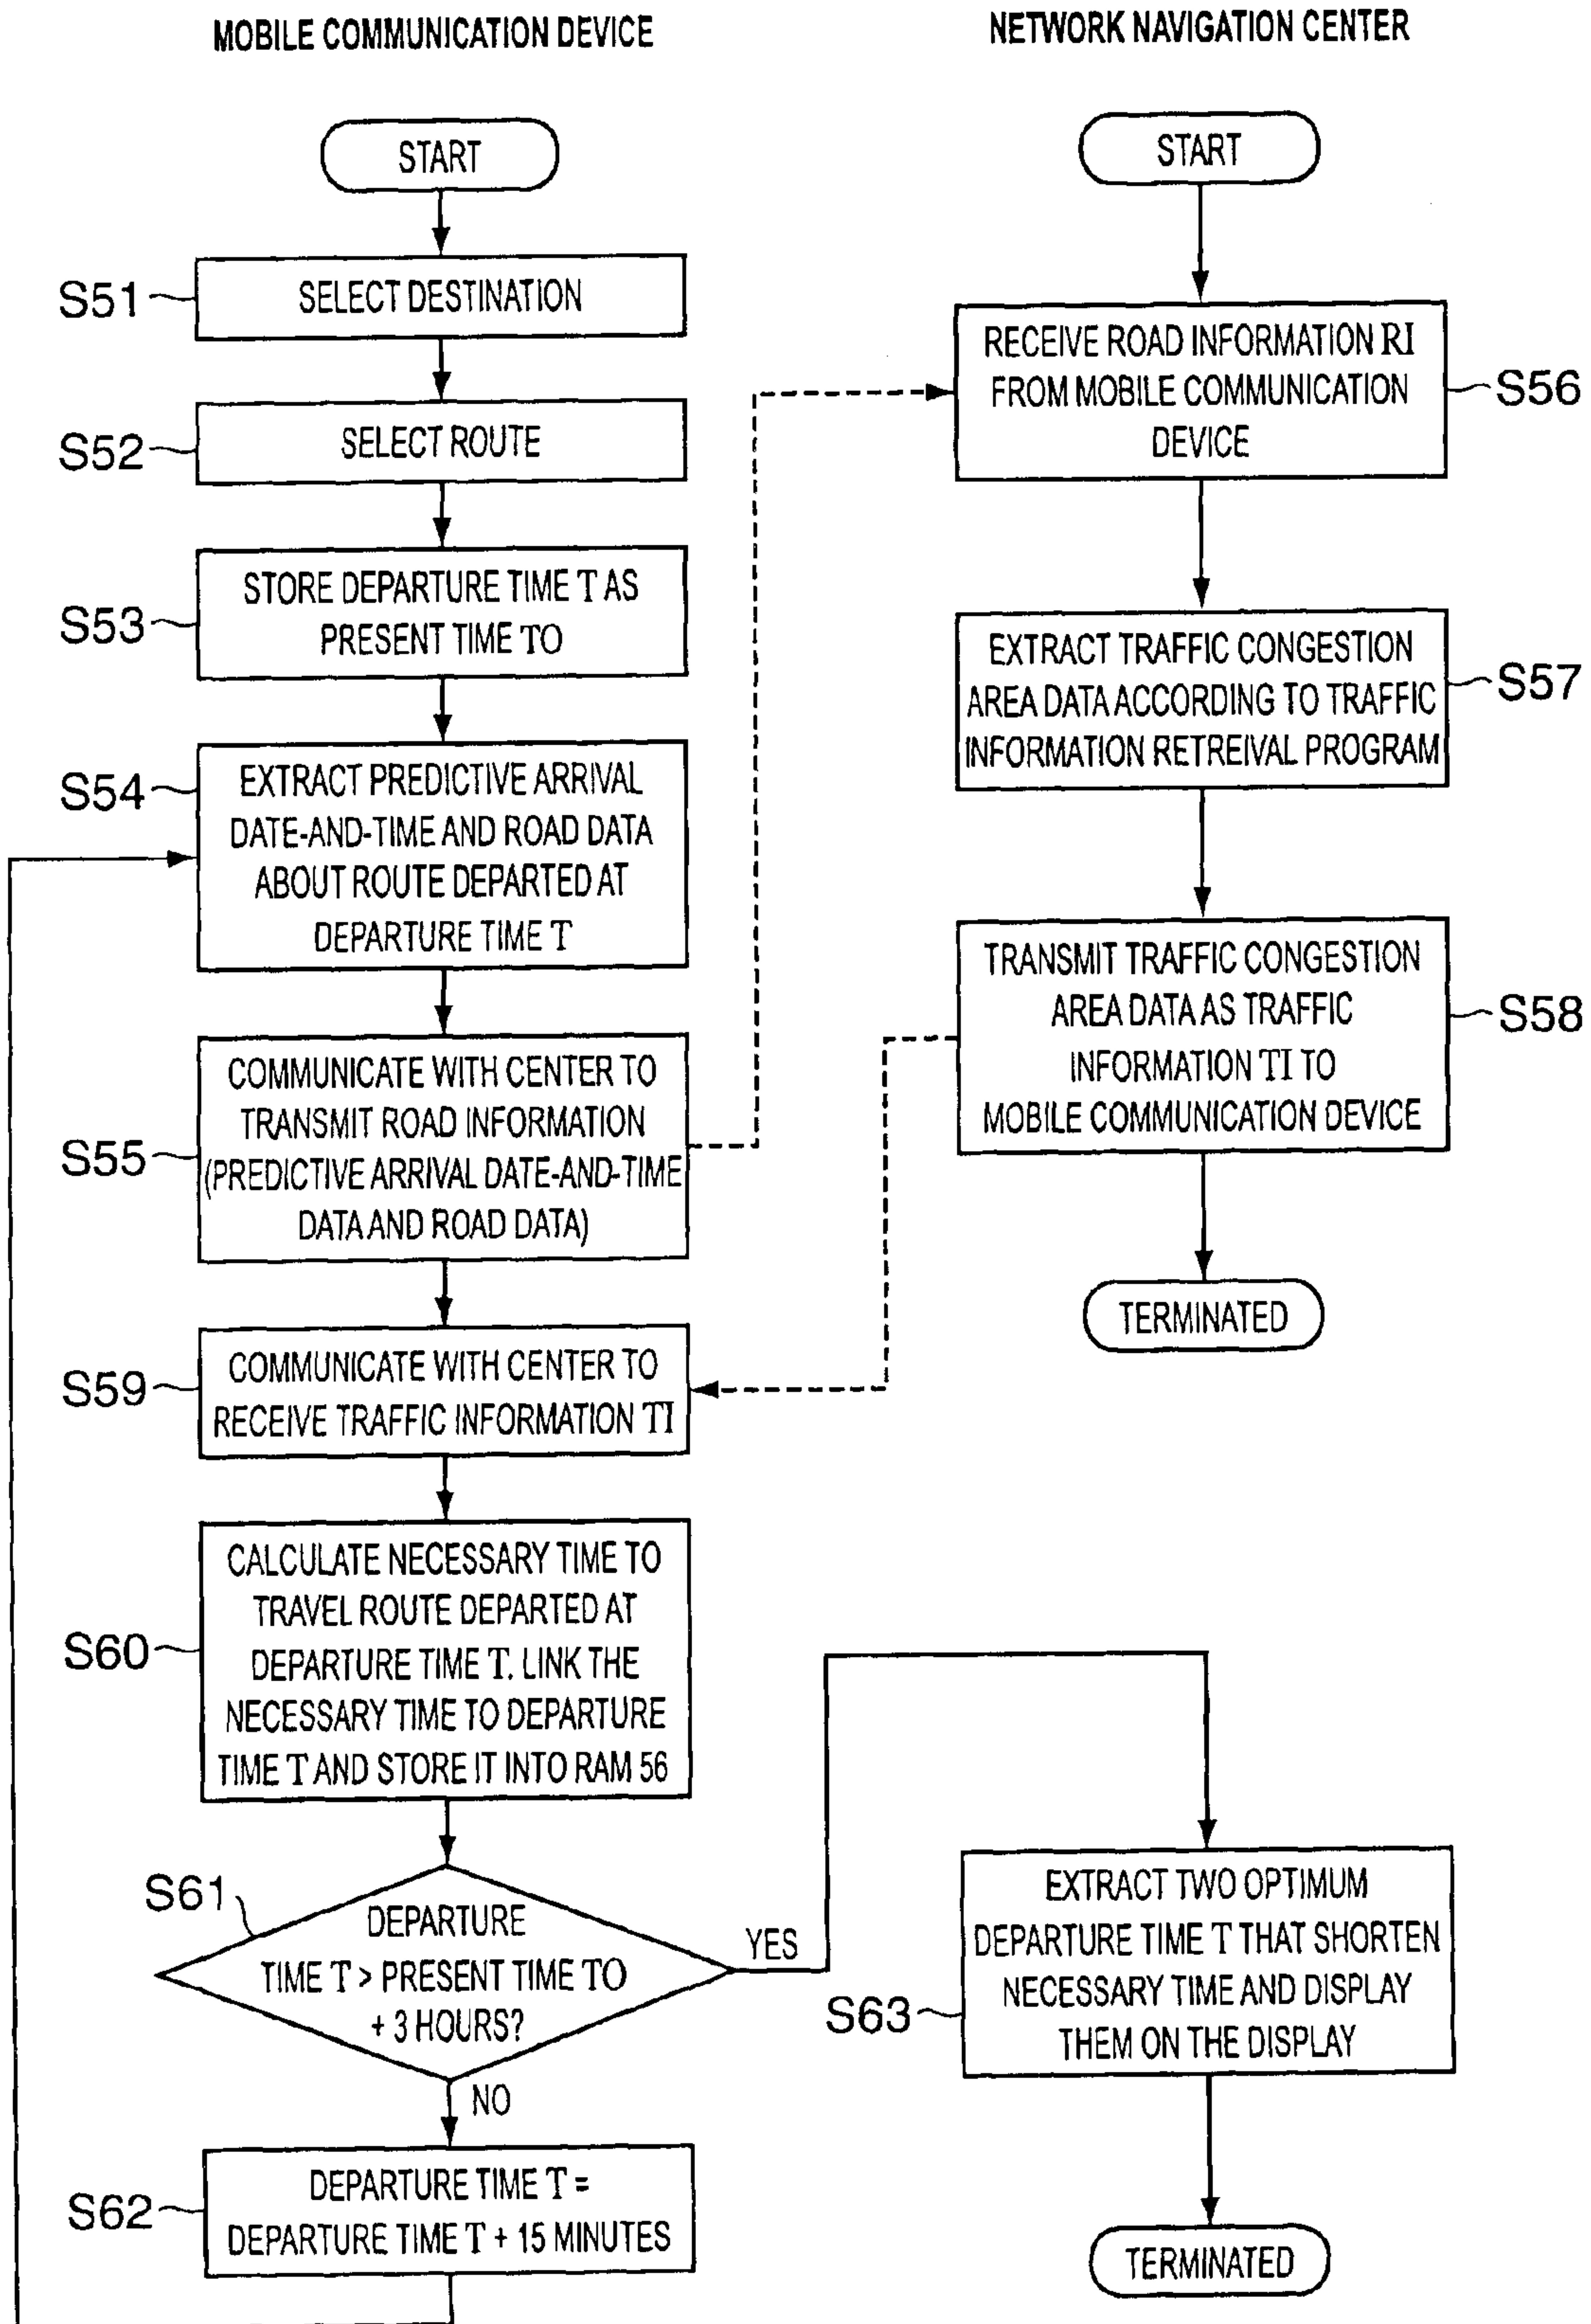 MOBILE COMMUNICATION DEVICE
START
S51
SELECT DESTINATION
S52
SELECT ROUTE
S53
STORE DEPARTURE TIME T AS
PRESENT TIME TO
S54
EXTRACT PREDICTIVE ARRIVAL
DATE-AND-TIME AND ROAD DATA
ABOUT ROUTE DEPARTED AT
DEPARTURE TIME T
S55
COMMUNICATE WITH CENTER TO
TRANSMIT ROAD INFORMATION
(PREDICTIVE ARRIVAL DATE-AND-TIME
DATA AND ROAD DATA)
S59
COMMUNICATE WITH CENTER TO
RECEIVE TRAFFIC INFORMATION TI
S60
CALCULATE NECESSARY TIME TO
TRAVEL ROUTE DEPARTED AT
DEPARTURE TIME T. LINK THE
NECESSARY TIME TO DEPARTURE
TIME T AND STORE IT INTO RAM 56
S61
DEPARTURE
TIME T > PRESENT TIME TO
+ 3 HOURS?
YES
NO
S62
DEPARTURE TIME T =
DEPARTURE TIME T + 15 MINUTES
NETWORK NAVIGATION CENTER
START
RECEIVE ROAD INFORMATION RI
FROM MOBILE COMMUNICATION
DEVICE
S56
EXTRACT TRAFFIC CONGESTION
AREA DATA ACCORDING TO TRAFFIC
INFORMATION RETREIVAL PROGRAM
S57
TRANSMIT TRAFFIC CONGESTION
AREA DATA AS TRAFFIC
INFORMATION TI TO
MOBILE COMMUNICATION DEVICE
S58
TERMINATED
S63
EXTRACT TWO OPTIMUM
DEPARTURE TIME T THAT SHORTEN
NECESSARY TIME AND DISPLAY
THEM ON THE DISPLAY
TERMINATED